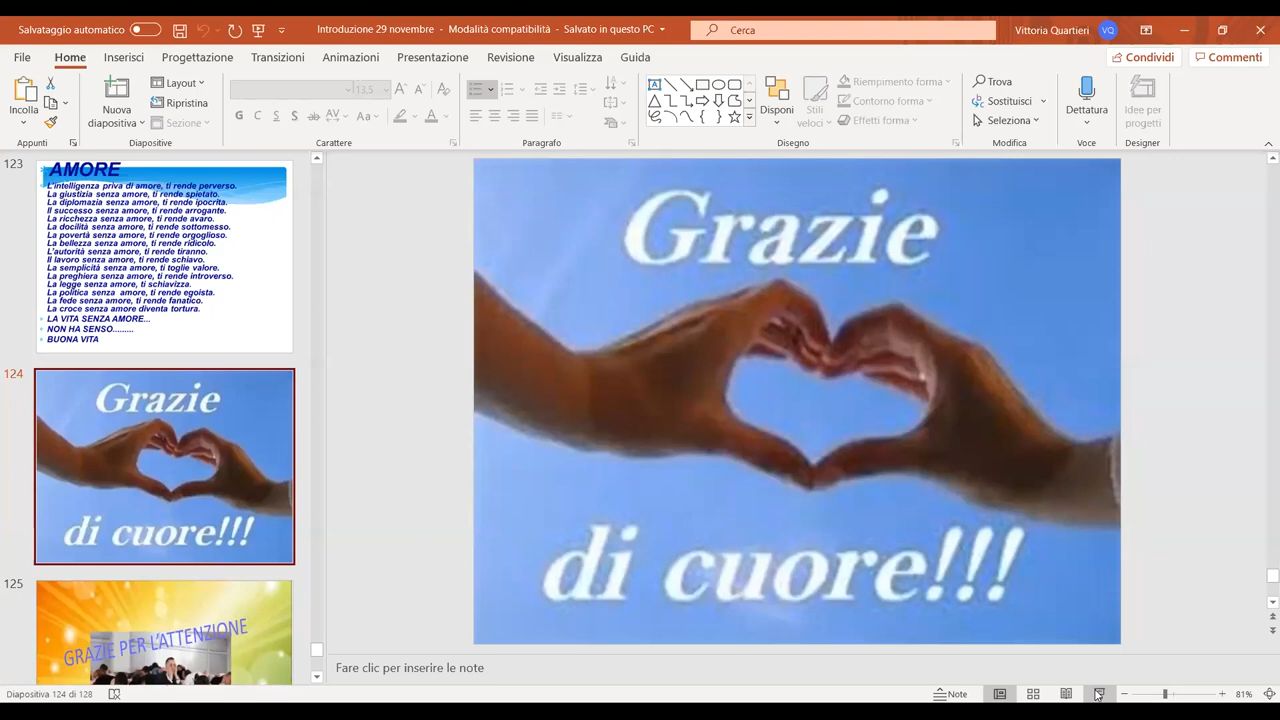 Salvataggio automatico
Introduzione 29 novembre - Modalità compatibilità - Salvato in questo PC
Cerca
Vittoria Quartieri
VQ
File Home Inserisci Progettazione Transizioni Animazioni Presentazione Revisione Visualizza Guida
Condividi
Commenti
Incolla
Nuova
diapositiva
Layout
Ripristina
Sezione
13,5
Disponi
Stili
veloci
Riempimento forma
Contorno forma
Effetti forma
Trova
Sostituisci
Seleziona
Dettatura
Idee per
progetti
Appunti Diapositive Carattere Paragrafo Disegno Modifica Voce Designer
123
AMORE
L'intelligenza priva di amore, ti rende perverso.
La giustizia senza amore, ti rende spietato.
La diplomazia senza amore, ti rende ipocrita.
Il successo senza amore, ti rende arrogante.
La ricchezza senza amore, ti rende avaro.
La docilità senza amore, ti rende sottomesso.
La povertà senza amore, ti rende orgoglioso.
La bellezza senza amore, ti rende ridicolo.
L'autorità senza amore, ti rende tiranno.
Il lavoro senza amore, ti rende schiavo.
La semplicità senza amore, ti toglie valore.
La preghiera senza amore, ti rende introverso.
La legge senza amore, ti schiavizza.
La politica senza amore, ti rende egoista.
La fede senza amore, ti rende fanatico.
La croce senza amore diventa tortura.
LA VITA SENZA AMORE...
NON HA SENSO.........
BUONA VITA
124
Grazie
di cuore!!!
125
GRAZIE PER L'ATTENZIONE
Grazie
di cuore!!!
Fare clic per inserire le note
Diapositiva 124 di 128
Note
81%